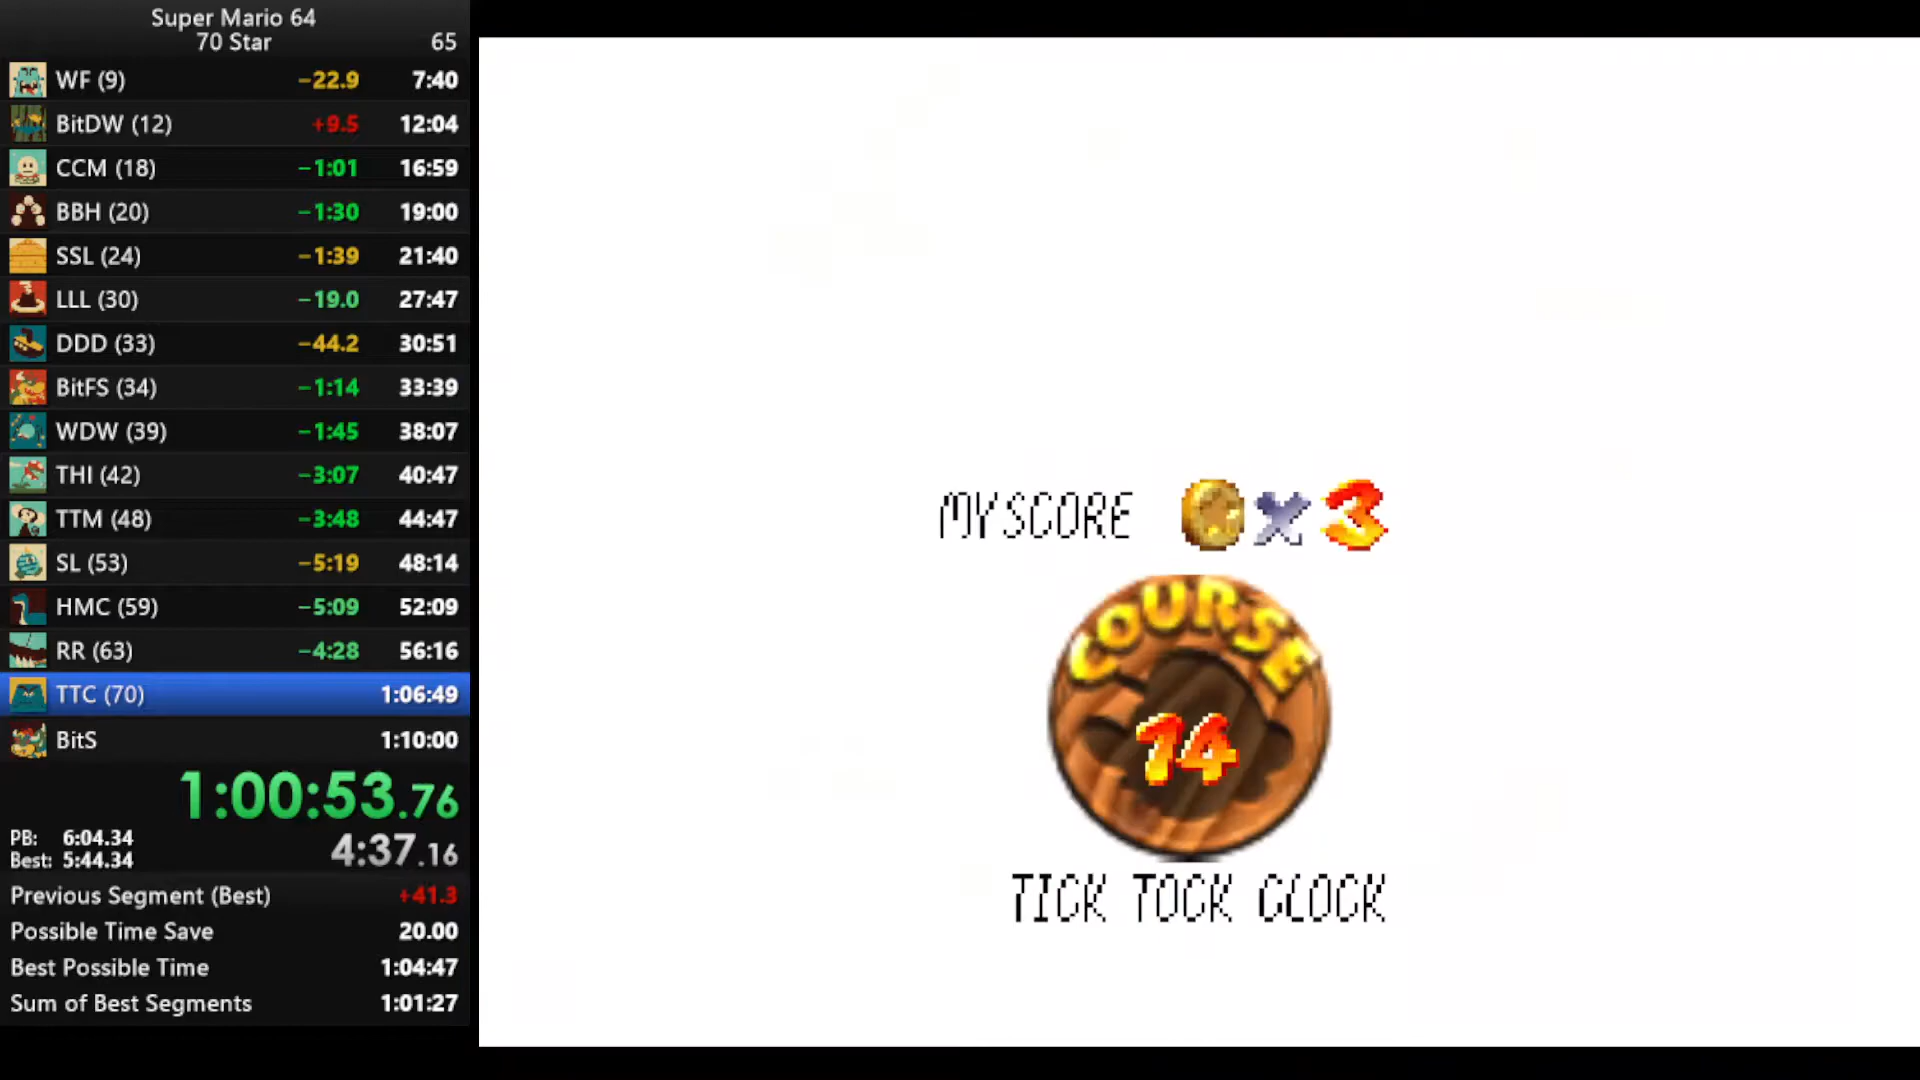 Super Mario 64
70 Star 65
WF (9) −22.9 7:40
BitDW (12) +9.5 12:04
CCM (18) −1:01 16:59
BBH (20) −1:30 19:00
SSL (24) −1:39 21:40
LLL (30) −19.0 27:47
DDD (33) −44.2 30:51
BitFS (34) −1:14 33:39
WDW (39) −1:45 38:07
THI (42) −3:07 40:47
TTM (48) −3:48 44:47
SL (53) −5:19 48:14
HMC (59) −5:09 52:09
RR (63) −4:28 56:16
TTC (70) 1:06:49
BitS 1:10:00
1:00:53.76
PB: 6:04.34
Best: 5:44.34
4:37.16
Previous Segment (Best) +41.3
Possible Time Save 20.00
Best Possible Time 1:04:47
Sum of Best Segments 1:01:27
MY SCORE x 3
COURSE
14
TICK TOCK CLOCK